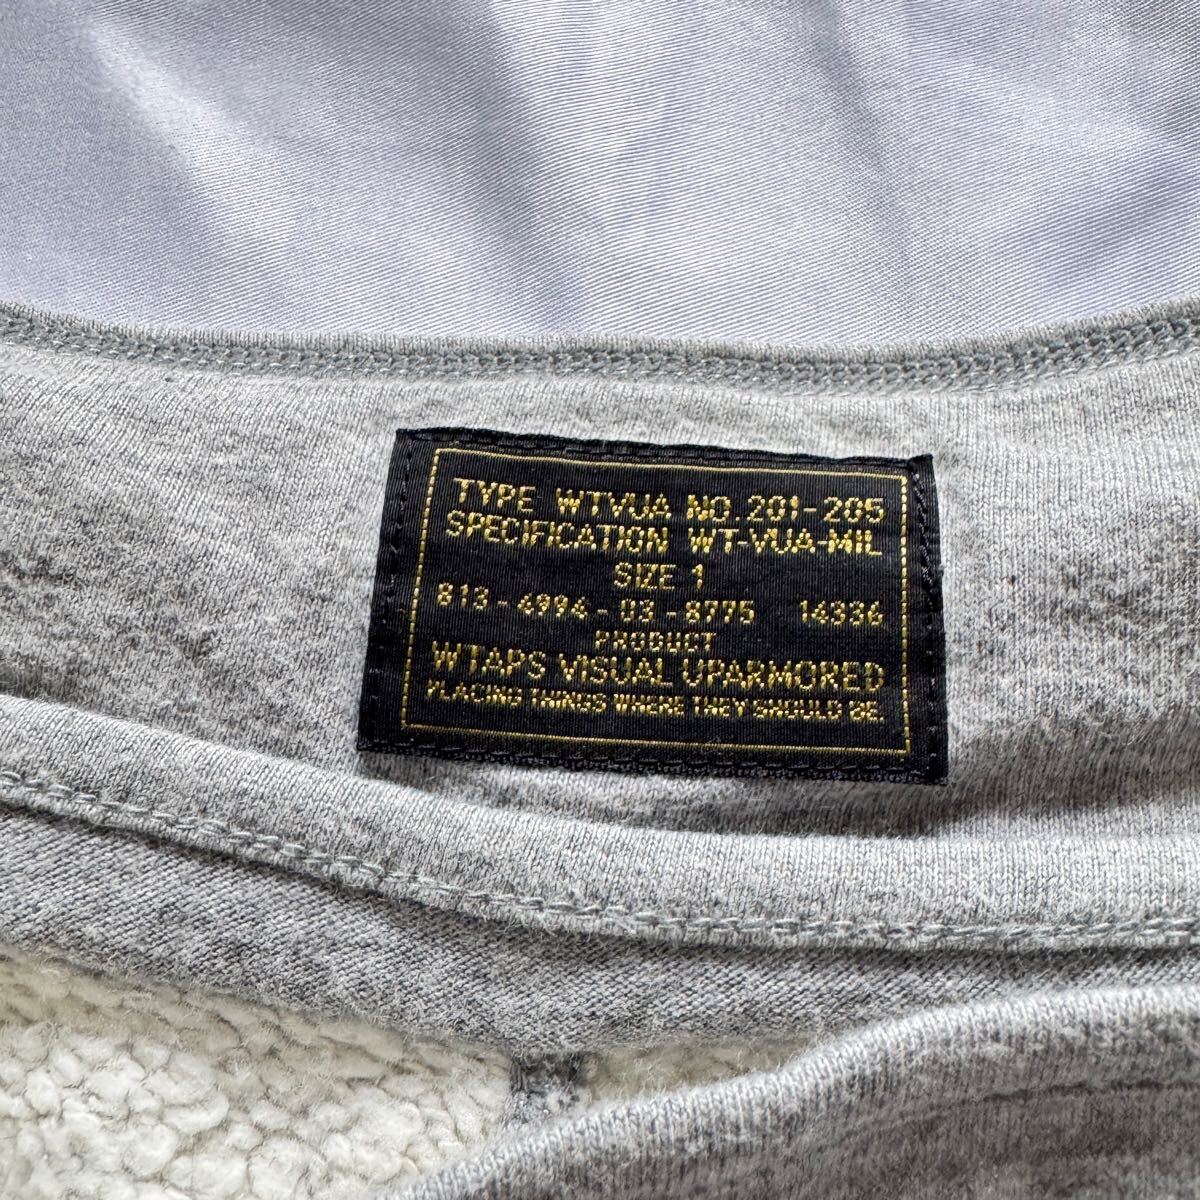 TYPE WTVUA NO. 201-205
SPECIFICATION WT-VUA-MIL
SIZE 1
813-4994-03-8775 14336
PRODUCT
WTAPS VISUAL UPARMORED
PLACING THINGS WHERE THEY SHOULD BE.